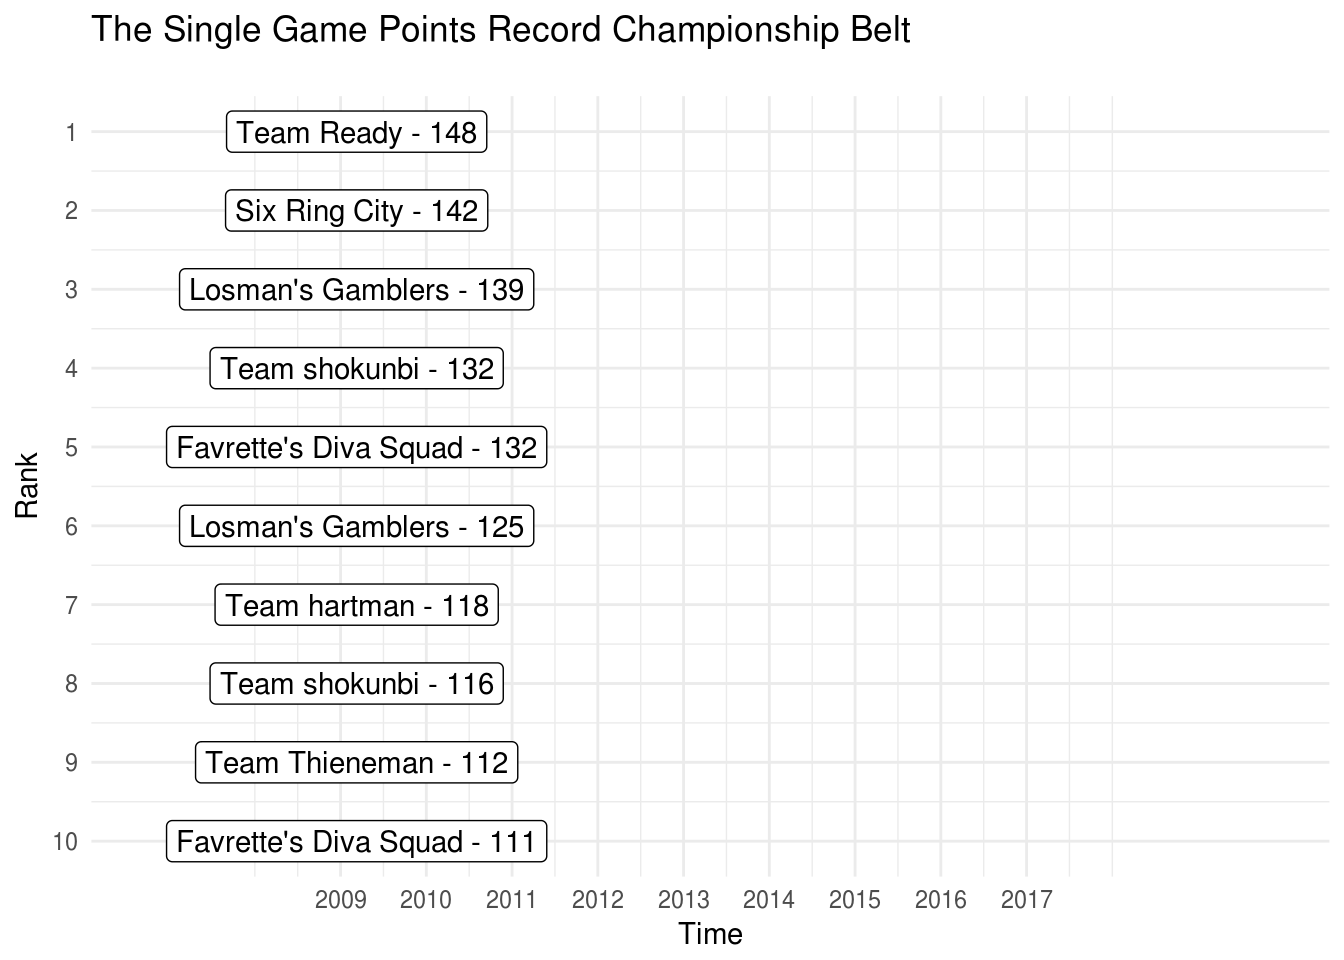 The Single Game Points Record Championship Belt
1
Team Ready - 148
2
Six Ring City - 142
3
Losman's Gamblers - 139
4
Team shokunbi - 132
5
Favrette's Diva Squad - 132
Rank
6
Losman's Gamblers - 125
7
Team hartman - 118
8
Team shokunbi - 116
9
Team Thieneman - 112
10
Favrette's Diva Squad - 111
2009 2010 2011 2012 2013 2014 2015 2016 2017
Time